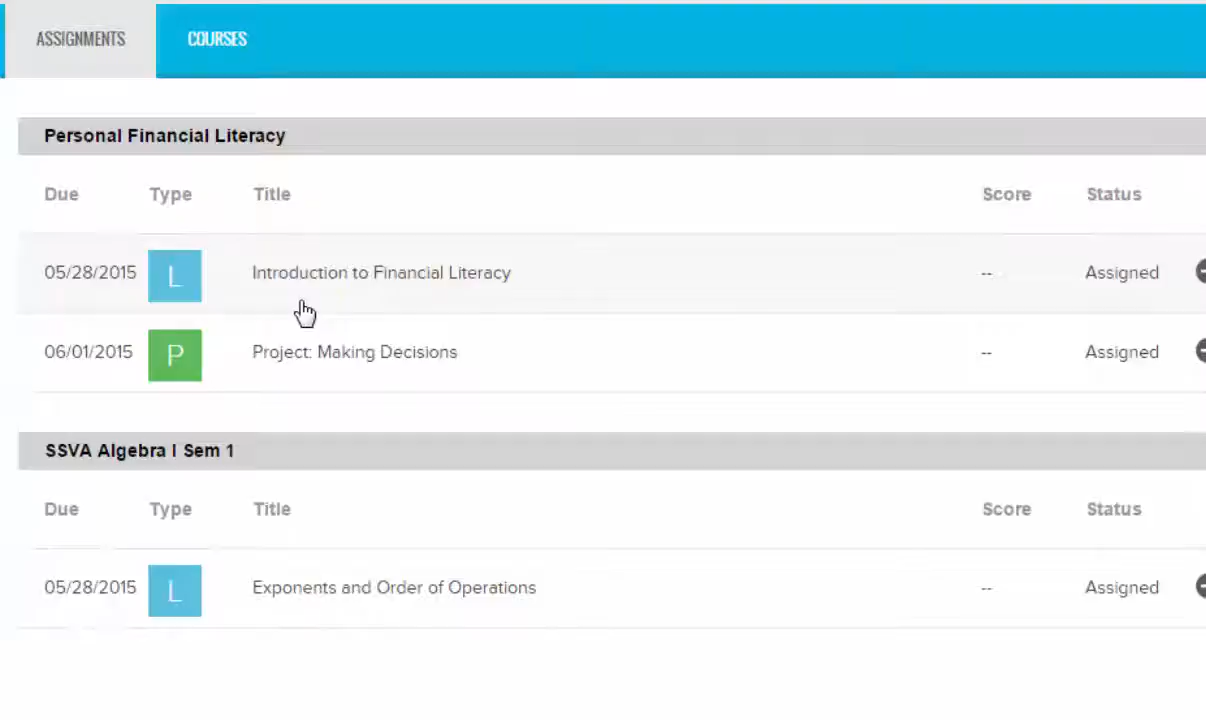 ASSIGNMENTS COURSES
Personal Financial Literacy
Due Type Title Score Status
05/28/2015 L Introduction to Financial Literacy -- Assigned
06/01/2015 P Project: Making Decisions -- Assigned
SSVA Algebra I Sem 1
Due Type Title Score Status
05/28/2015 L Exponents and Order of Operations -- Assigned